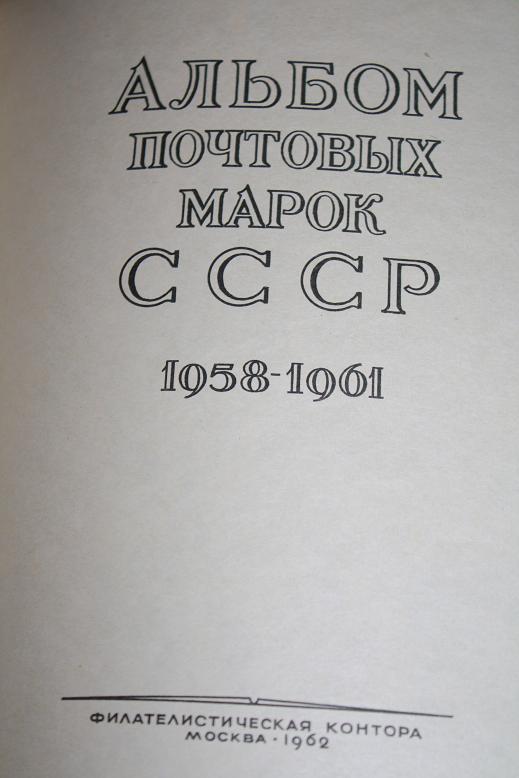 АЛЬБОМ
ПОЧТОВЫХ
МАРОК
СССР
1958-1961
ФИЛАТЕЛИСТИЧЕСКАЯ КОНТОРА
МОСКВА · 1962